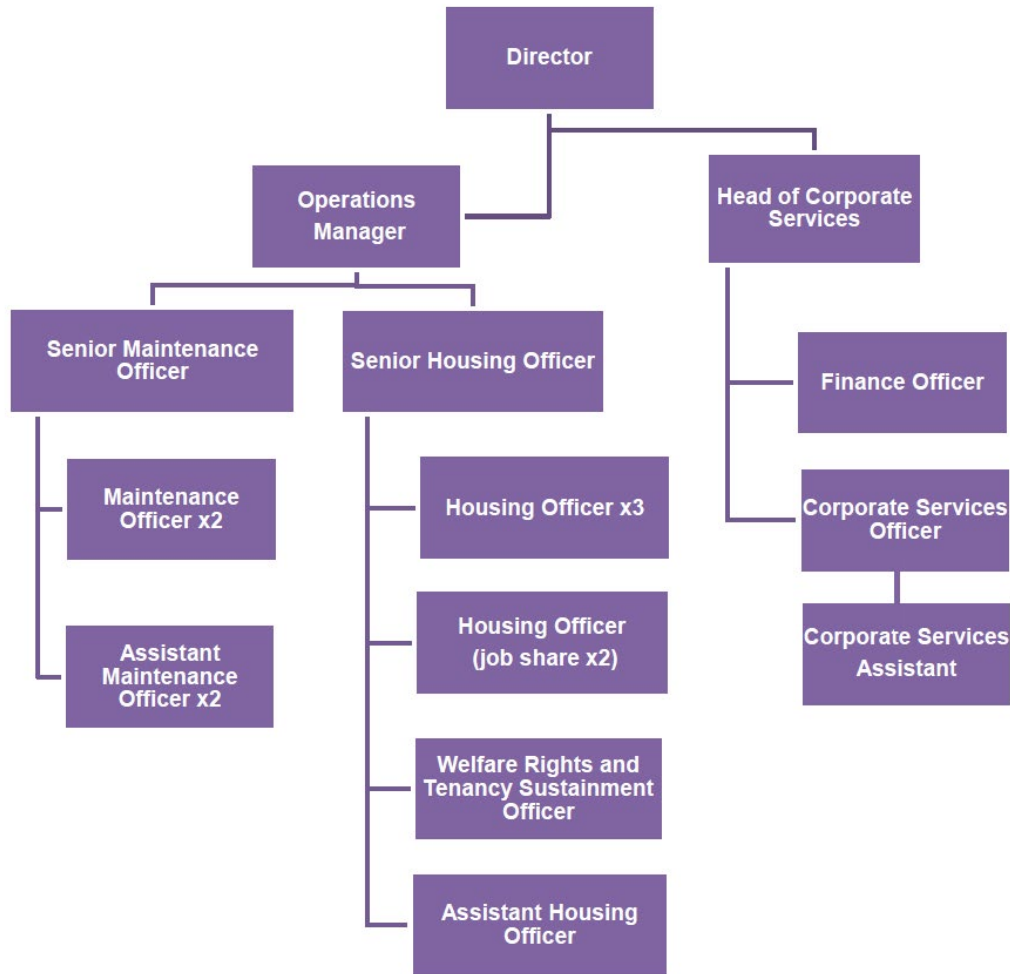 Director
Operations
Manager
Head of Corporate
Services
Senior Maintenance
Officer
Senior Housing Officer
Finance Officer
Maintenance
Officer x2
Housing Officer x3
Corporate Services
Officer
Assistant
Maintenance
Officer x2
Housing Officer
(job share x2)
Corporate Services
Assistant
Welfare Rights and
Tenancy Sustainment
Officer
Assistant Housing
Officer